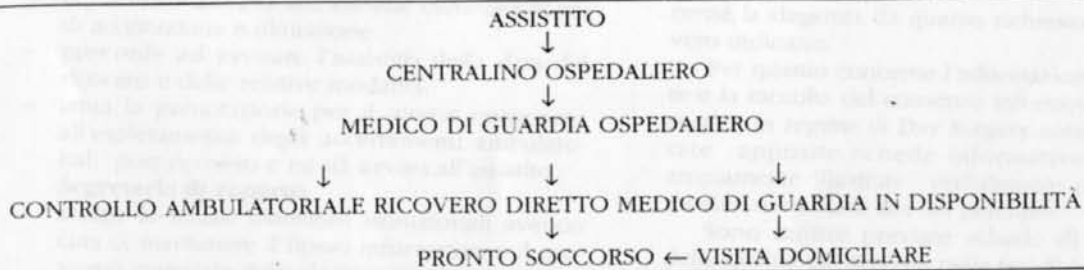 ASSISTITO
↓
CENTRALINO OSPEDALIERO
↓
MEDICO DI GUARDIA OSPEDALIERO
↓ ↓ ↓
CONTROLLO AMBULATORIALE RICOVERO DIRETTO MEDICO DI GUARDIA IN DISPONIBILITÀ
↓ ↓
PRONTO SOCCORSO ← VISITA DOMICILIARE